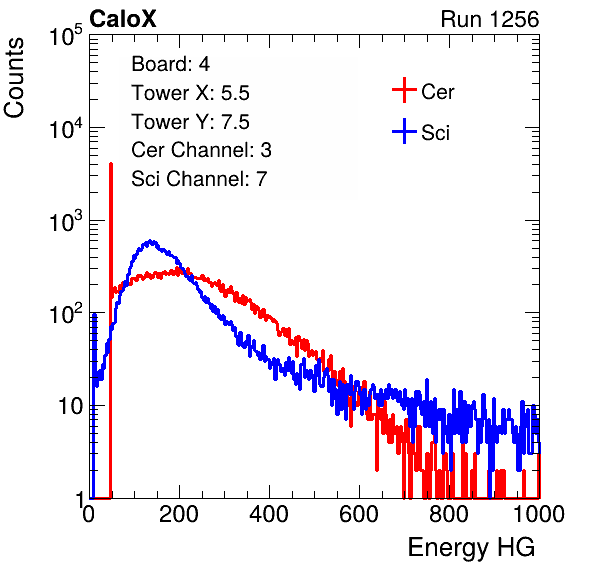 CaloX Run 1256
Counts
Board: 4
Tower X: 5.5
Tower Y: 7.5
Cer Channel: 3
Sci Channel: 7
Cer
Sci
10^5
10^4
10^3
10^2
10
1
0 200 400 600 800 1000
Energy HG